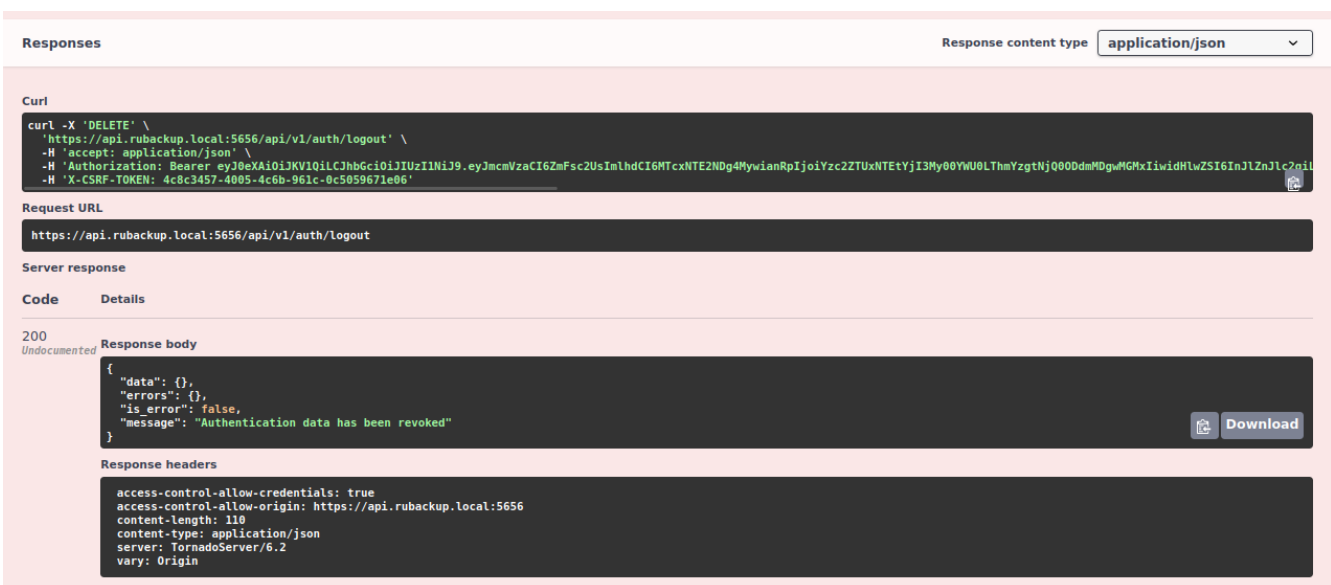 Responses
Response content type application/json
Curl
curl -X 'DELETE' \
'https://api.rubackup.local:5656/api/v1/auth/logout' \
-H 'accept: application/json' \
-H 'Authorization: Bearer
-H 'X-CSRF-TOKEN: 4c8c3457-4005-4c6b-961c-0c5059671e06'
Request URL
https://api.rubackup.local:5656/api/v1/auth/logout
Server response
Code Details
200
Undocumented
Response body
{
"data": {},
"errors": {},
"is_error": false,
"message": "Authentication data has been revoked"
}
Download
Response headers
access-control-allow-credentials: true
access-control-allow-origin: https://api.rubackup.local:5656
content-length: 110
content-type: application/json
server: TornadoServer/6.2
vary: Origin